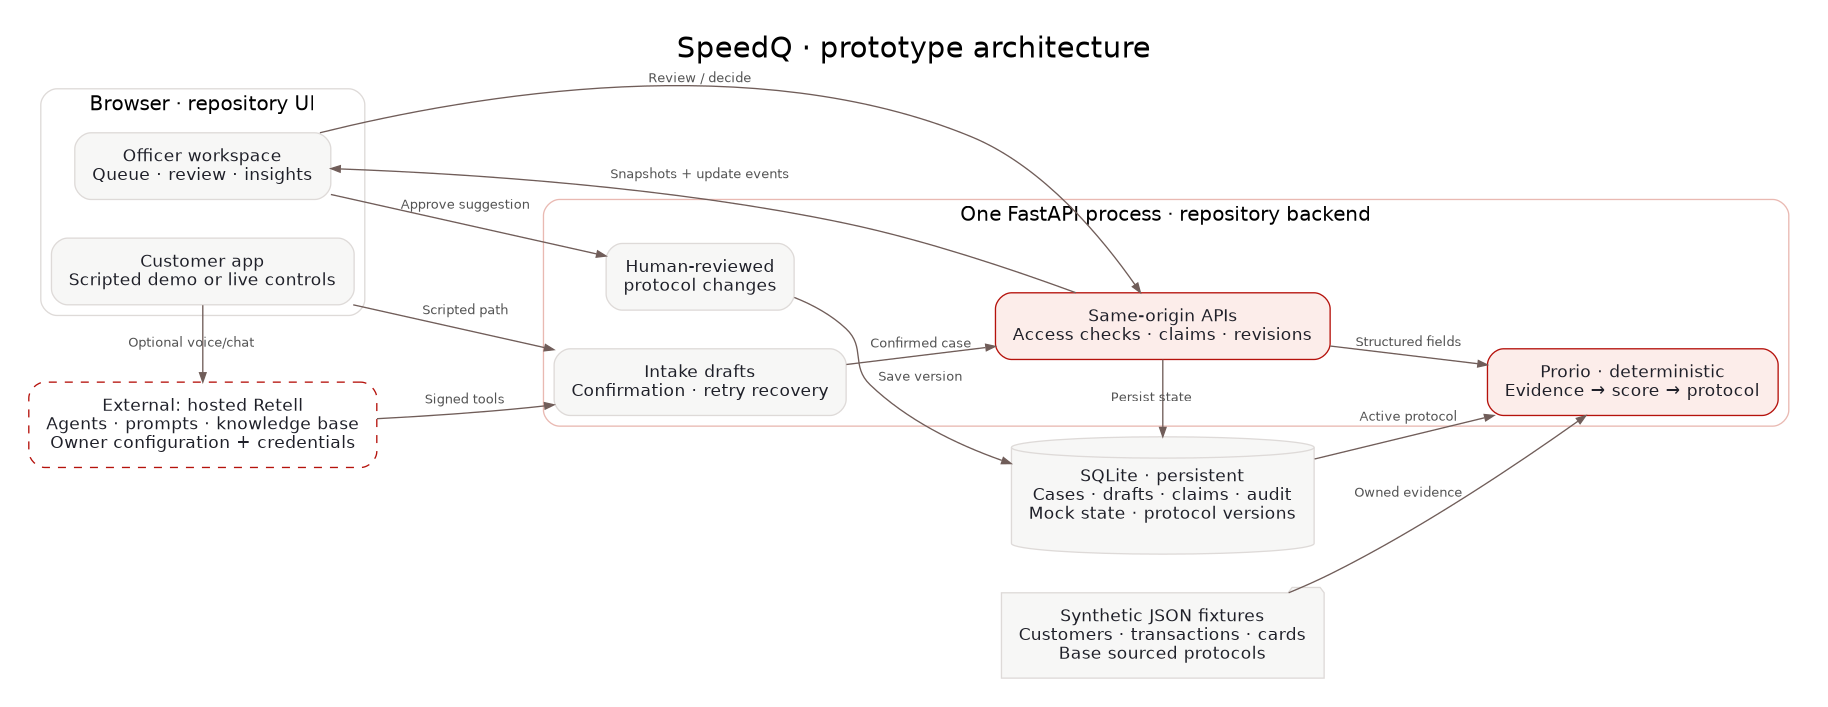 SpeedQ · prototype architecture
Review / decide
Browser · repository UI
Officer workspace
Queue · review · insights
Snapshots + update events
Approve suggestion
One FastAPI process · repository backend
Customer app
Scripted demo or live controls
Human-reviewed
protocol changes
Scripted path
Same-origin APIs
Access checks · claims · revisions
Optional voice/chat
Confirmed case
Structured fields
Intake drafts
Confirmation · retry recovery
Save version
Prorio · deterministic
Evidence → score → protocol
External: hosted Retell
Agents · prompts · knowledge base
Owner configuration + credentials
Signed tools
Persist state
Active protocol
SQLite · persistent
Cases · drafts · claims · audit
Mock state · protocol versions
Owned evidence
Synthetic JSON fixtures
Customers · transactions · cards
Base sourced protocols